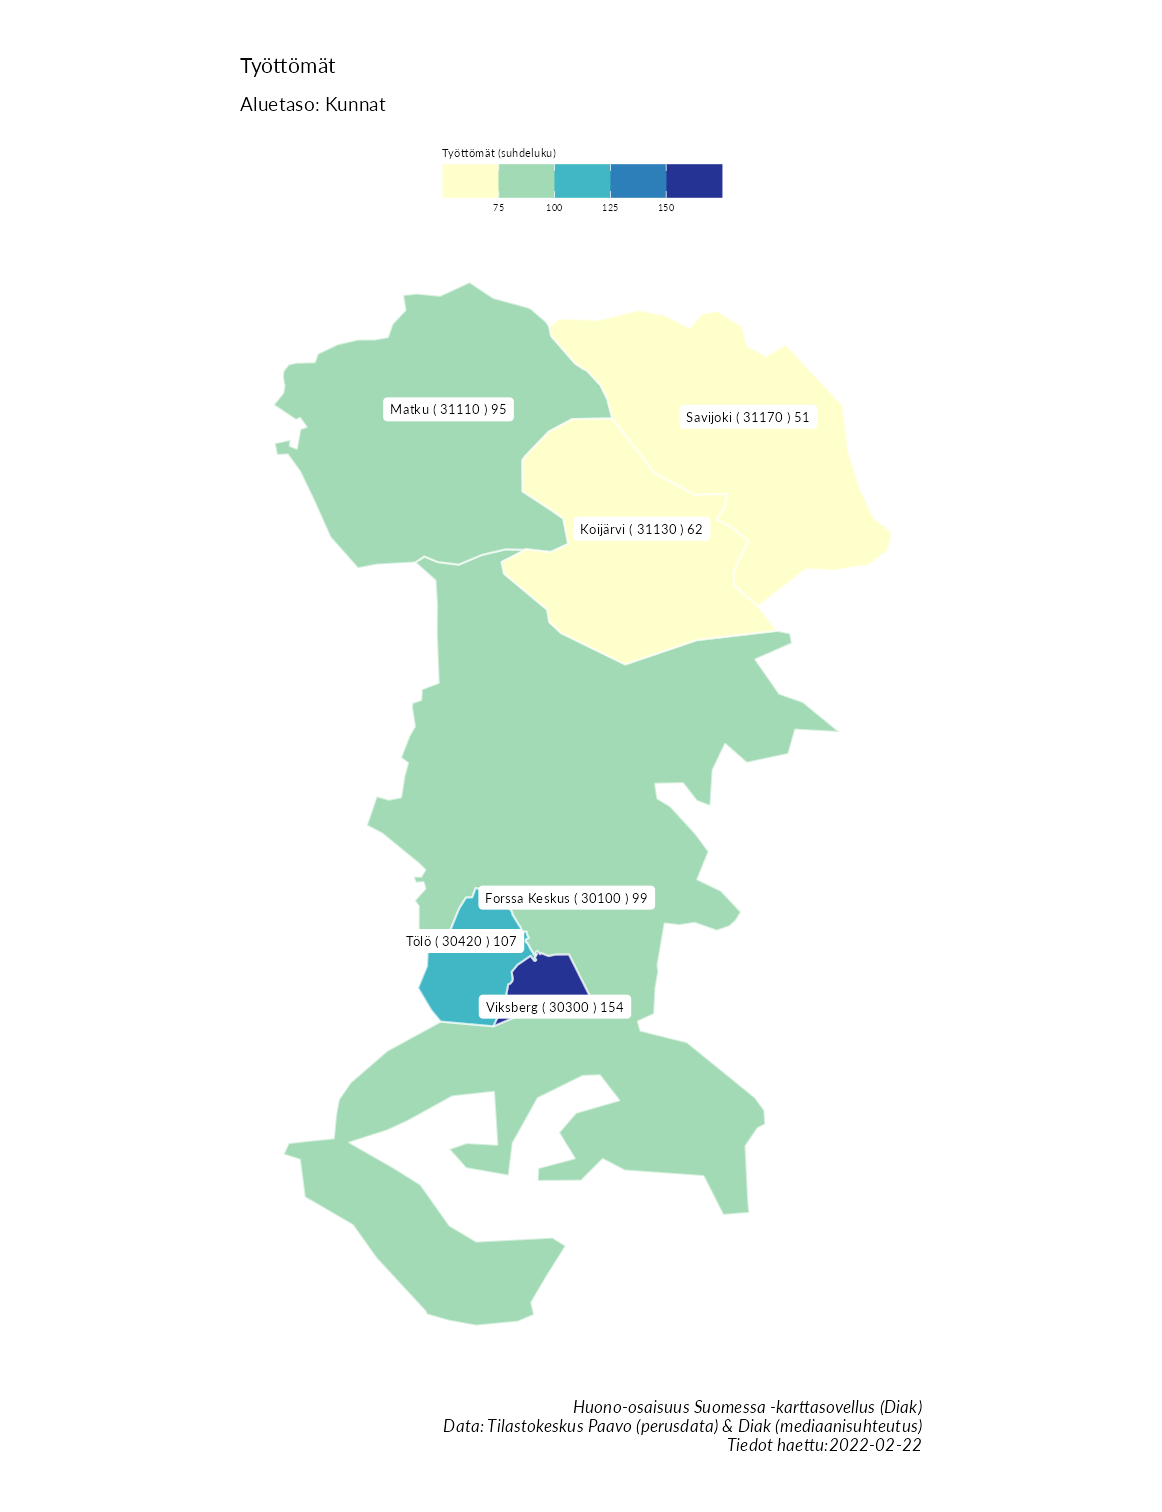 Työttömät
Aluetaso: Kunnat
Työttömät (suhdeluku)
75 100 125 150
Matku ( 31110 ) 95
Savijoki ( 31170 ) 51
Koijärvi ( 31130 ) 62
Forssa Keskus ( 30100 ) 99
Tölö ( 30420 ) 107
Viksberg ( 30300 ) 154
Huono-osaisuus Suomessa -karttasovellus (Diak)
Data: Tilastokeskus Paavo (perusdata) & Diak (mediaanisuhteutus)
Tiedot haettu:2022-02-22